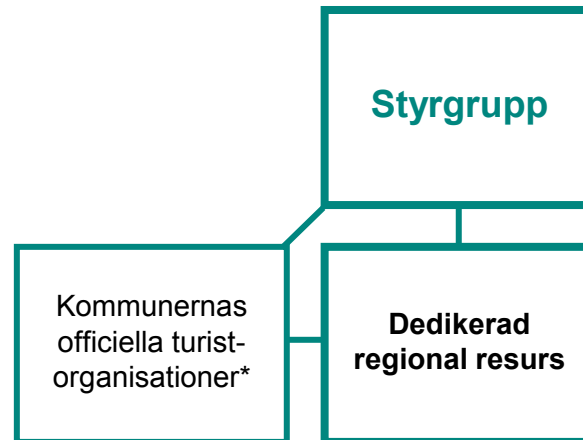 Styrgrupp
Kommunernas
officiella turist-
organisationer*
Dedikerad
regional resurs